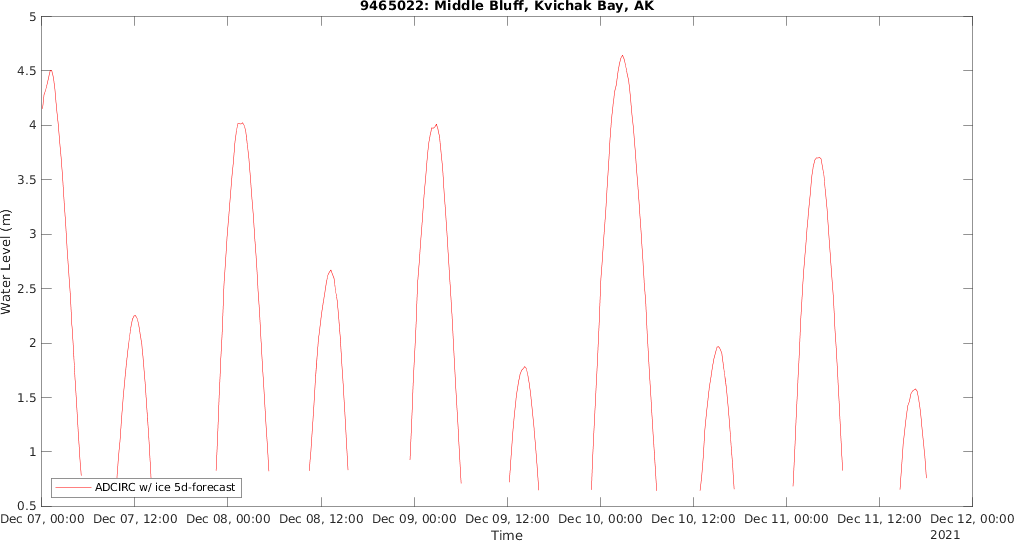 9465022: Middle Bluff, Kvichak Bay, AK
5
4.5
4
3.5
3
2.5
2
1.5
1
0.5
Water Level (m)
ADCIRC w/ ice 5d-forecast
Dec 07, 00:00 Dec 07, 12:00 Dec 08, 00:00 Dec 08, 12:00 Dec 09, 00:00 Dec 09, 12:00 Dec 10, 00:00 Dec 10, 12:00 Dec 11, 00:00 Dec 11, 12:00 Dec 12, 00:00
Time
2021